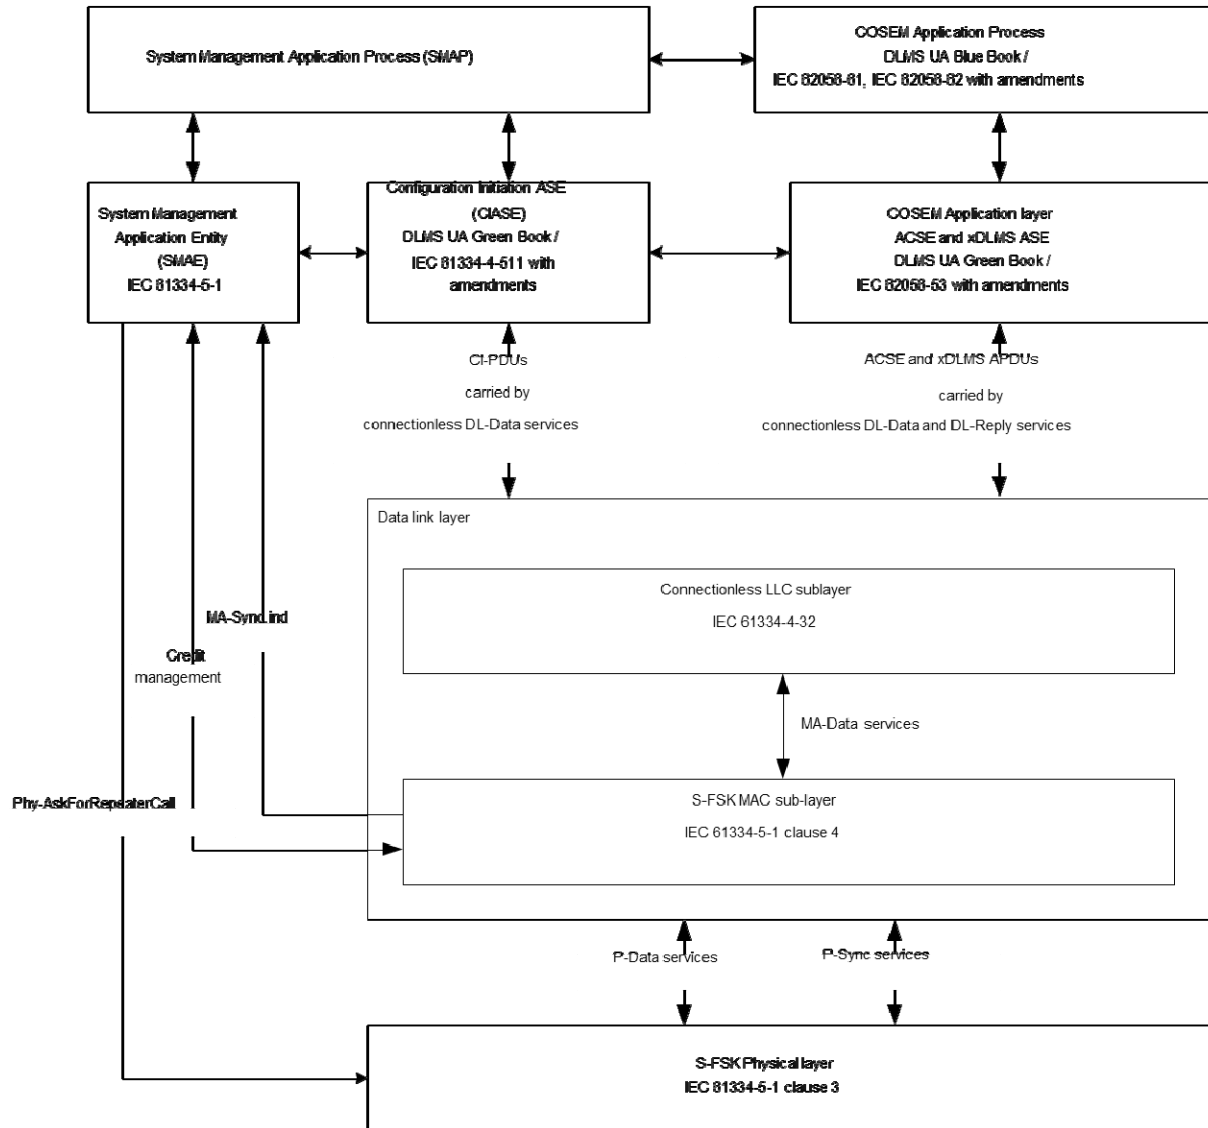 System Management Application Process (SMAP)
COSEM Application Process
DLMS UA Blue Book /
IEC 62056-61, IEC 62056-62 with amendments
System Management
Application Entity
(SMAE)
IEC 61334-5-1
Configuration Initiation ASE
(CIASE)
DLMS UA Green Book /
IEC 61334-4-511 with
amendments
COSEM Application layer
ACSE and xDLMS ASE
DLMS UA Green Book /
IEC 62056-53 with amendments
CI-PDUs
carried by
connectionless DL-Data services
ACSE and xDLMS APDUs
carried by
connectionless DL-Data and DL-Reply services
Data link layer
Connectionless LLC sublayer
IEC 61334-4-32
MA-Sync.ind
Credit
management
MA-Data services
Phy-AskForRepeaterCall
S-FSK MAC sub-layer
IEC 61334-5-1 clause 4
P-Data services
P-Sync services
S-FSK Physical layer
IEC 61334-5-1 clause 3